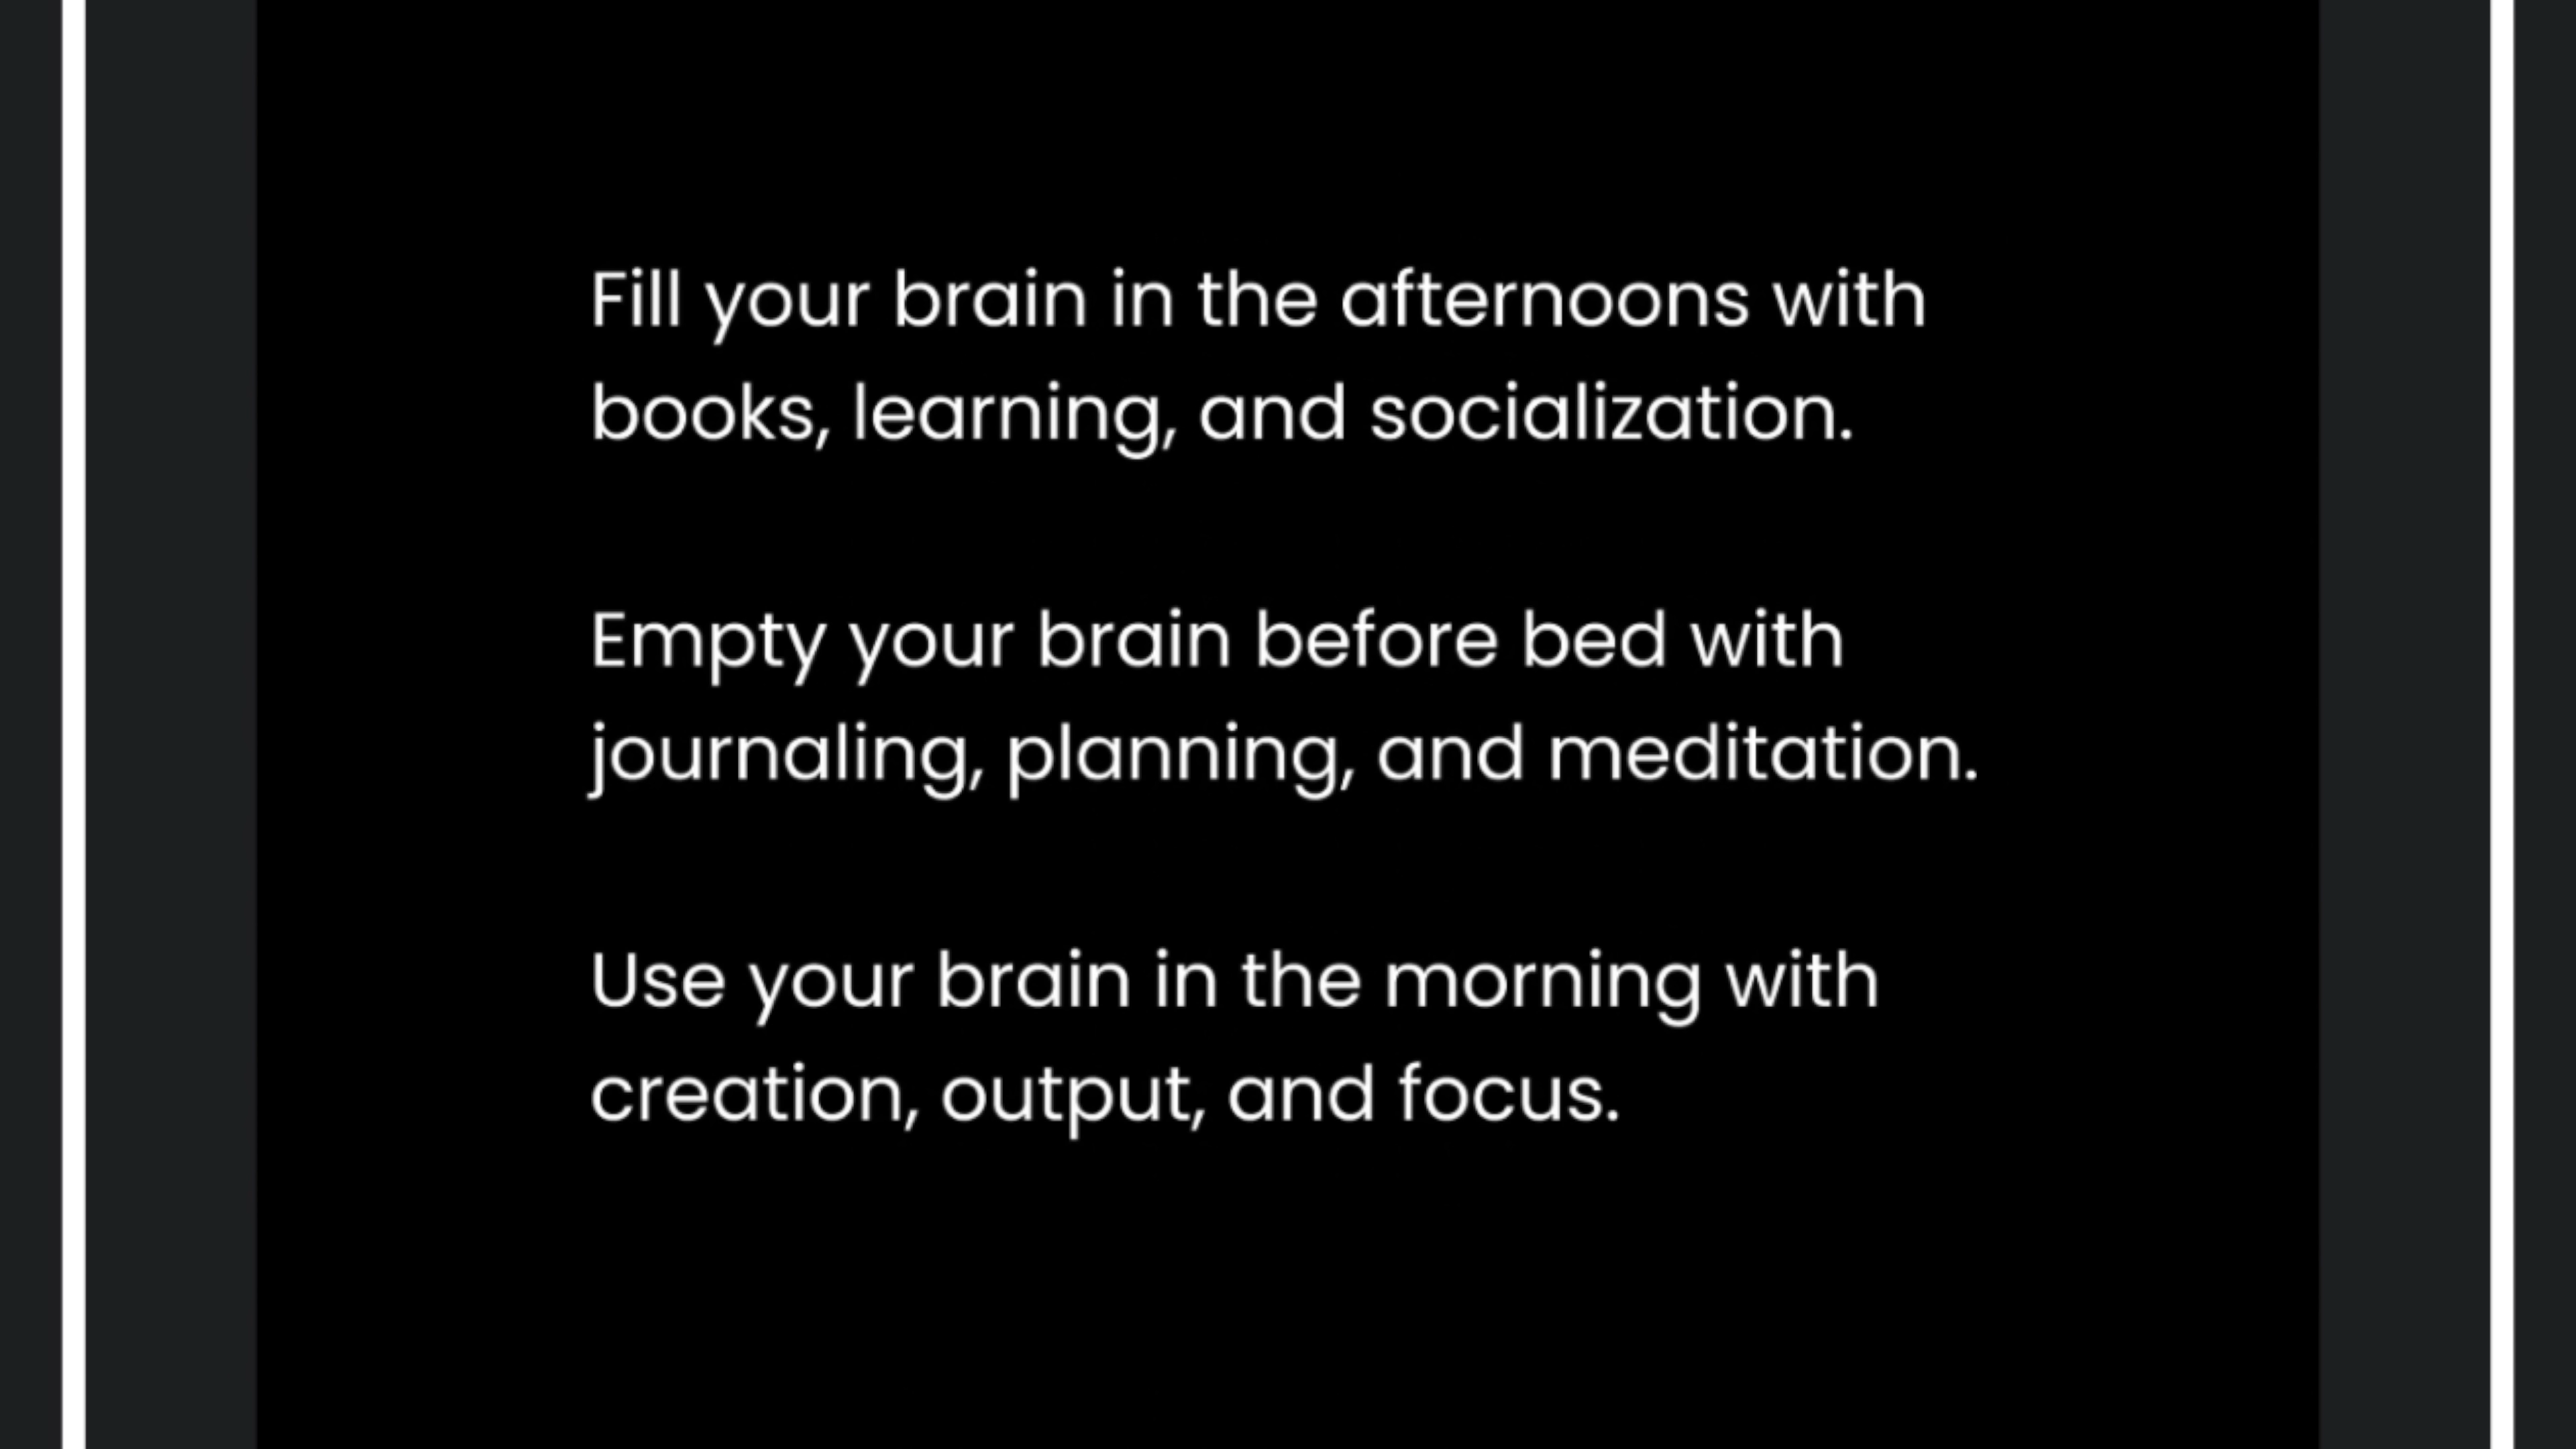 Fill your brain in the afternoons with
books, learning, and socialization.
Empty your brain before bed with
journaling, planning, and meditation.
Use your brain in the morning with
creation, output, and focus.